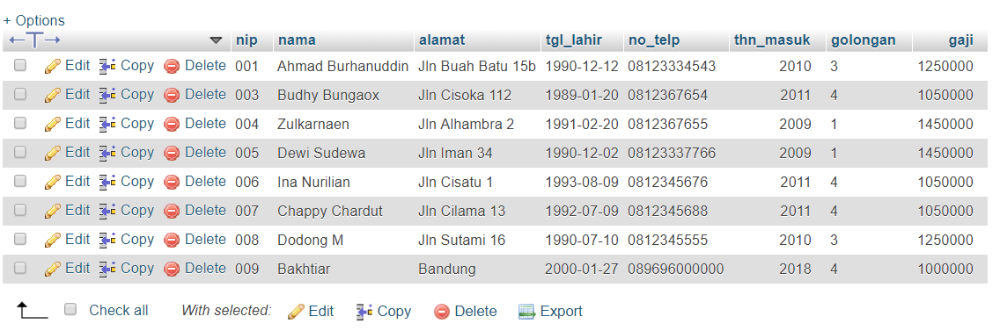 + Options
←T→ nip nama alamat tgl_lahir no_telp thn_masuk golongan gaji
Edit Copy Delete 001 Ahmad Burhanuddin Jln Buah Batu 15b 1990-12-12 08123334543 2010 3 1250000
Edit Copy Delete 003 Budhy Bungaox Jln Cisoka 112 1989-01-20 0812367654 2011 4 1050000
Edit Copy Delete 004 Zulkarnaen Jln Alhambra 2 1991-02-20 0812367655 2009 1 1450000
Edit Copy Delete 005 Dewi Sudewa Jln Iman 34 1990-12-02 08123337766 2009 1 1450000
Edit Copy Delete 006 Ina Nurilian Jln Cisatu 1 1993-08-09 0812345676 2011 4 1050000
Edit Copy Delete 007 Chappy Chardut Jln Cilama 13 1992-07-09 0812345688 2011 4 1050000
Edit Copy Delete 008 Dodong M Jln Sutami 16 1990-07-10 0812345555 2010 3 1250000
Edit Copy Delete 009 Bakhtiar Bandung 2000-01-27 089696000000 2018 4 1000000
Check all With selected: Edit Copy Delete Export